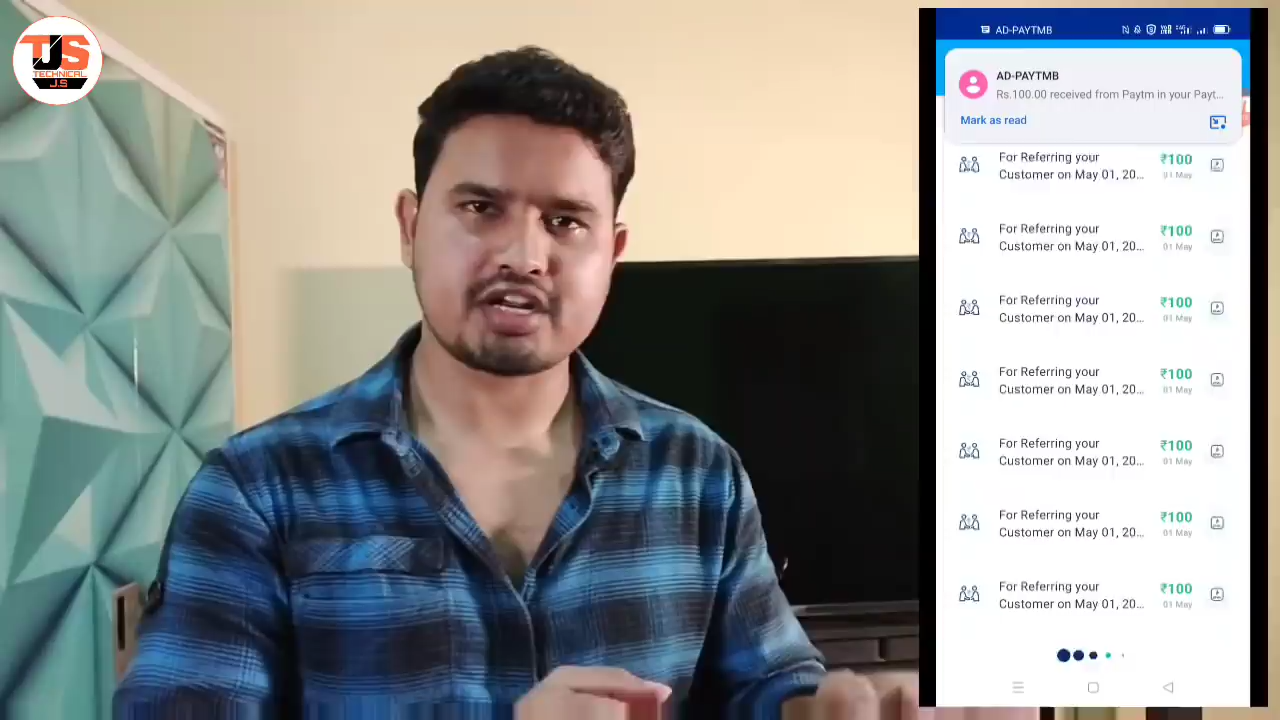 TJS
TECHNICAL
J.S
AD-PAYTMB
AD-PAYTMB
Rs.100.00 received from Paytm in your Payt...
Mark as read
For Referring your
Customer on May 01, 20...
₹100
01 May
For Referring your
Customer on May 01, 20...
₹100
01 May
For Referring your
Customer on May 01, 20...
₹100
01 May
For Referring your
Customer on May 01, 20...
₹100
01 May
For Referring your
Customer on May 01, 20...
₹100
01 May
For Referring your
Customer on May 01, 20...
₹100
01 May
For Referring your
Customer on May 01, 20...
₹100
01 May